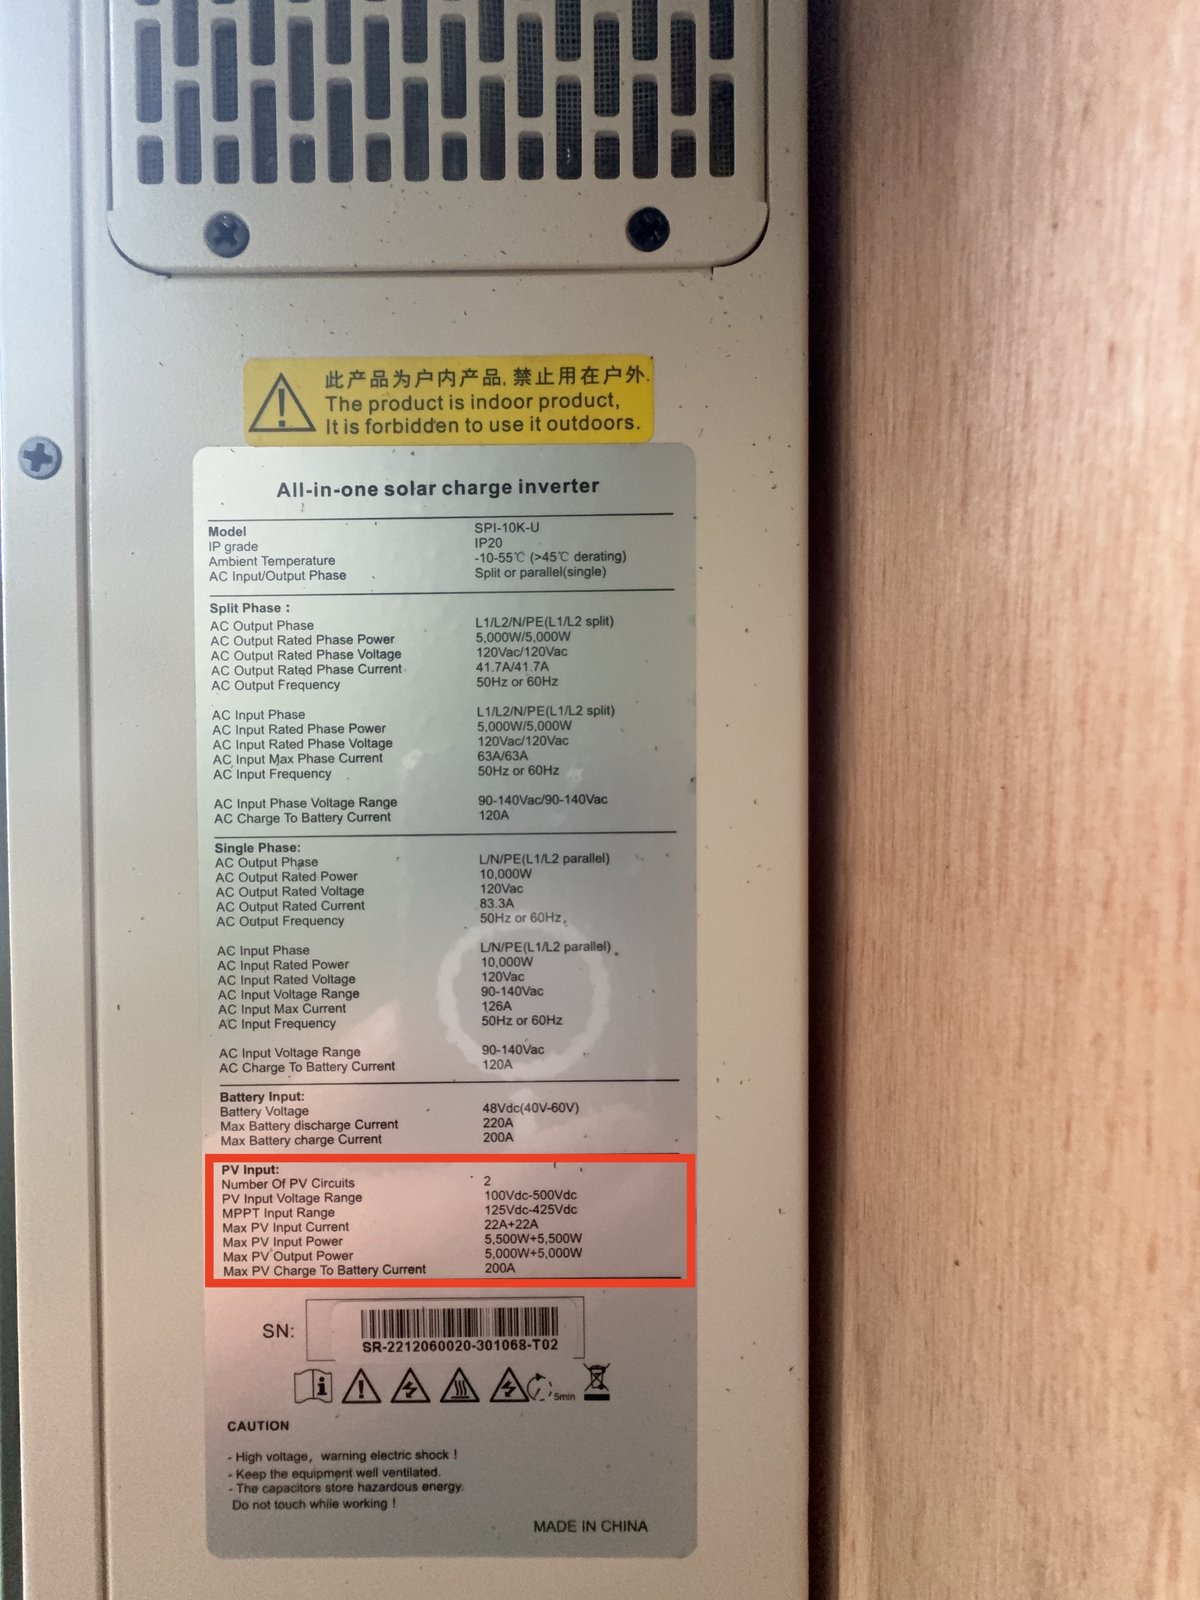 此产品为户内产品,禁止用在户外.
The product is indoor product,
It is forbidden to use it outdoors.
All-in-one solar charge inverter
Model SPI-10K-U
IP grade IP20
Ambient Temperature -10-55℃ (>45℃ derating)
AC Input/Output Phase Split or parallel(single)
Split Phase :
AC Output Phase L1/L2/N/PE(L1/L2 split)
AC Output Rated Phase Power 5,000W/5,000W
AC Output Rated Phase Voltage 120Vac/120Vac
AC Output Rated Phase Current 41.7A/41.7A
AC Output Frequency 50Hz or 60Hz
AC Input Phase L1/L2/N/PE(L1/L2 split)
AC Input Rated Phase Power 5,000W/5,000W
AC Input Rated Phase Voltage 120Vac/120Vac
AC Input Max Phase Current 63A/63A
AC Input Frequency 50Hz or 60Hz
AC Input Phase Voltage Range 90-140Vac/90-140Vac
AC Charge To Battery Current 120A
Single Phase:
AC Output Phase L/N/PE(L1/L2 parallel)
AC Output Rated Power 10,000W
AC Output Rated Voltage 120Vac
AC Output Rated Current 83.3A
AC Output Frequency 50Hz or 60Hz
AC Input Phase L/N/PE(L1/L2 parallel)
AC Input Rated Power 10,000W
AC Input Rated Voltage 120Vac
AC Input Voltage Range 90-140Vac
AC Input Max Current 126A
AC Input Frequency 50Hz or 60Hz
AC Input Voltage Range 90-140Vac
AC Charge To Battery Current 120A
Battery Input:
Battery Voltage 48Vdc(40V-60V)
Max Battery discharge Current 220A
Max Battery charge Current 200A
PV Input:
Number Of PV Circuits 2
PV Input Voltage Range 100Vdc-500Vdc
MPPT Input Range 125Vdc-425Vdc
Max PV Input Current 22A+22A
Max PV Input Power 5,500W+5,500W
Max PV Output Power 5,000W+5,000W
Max PV Charge To Battery Current 200A
SN:
SR-2212060020-301068-T02
5min
CAUTION
- High voltage, warning electric shock !
- Keep the equipment well ventilated.
- The capacitors store hazardous energy.
Do not touch while working !
MADE IN CHINA